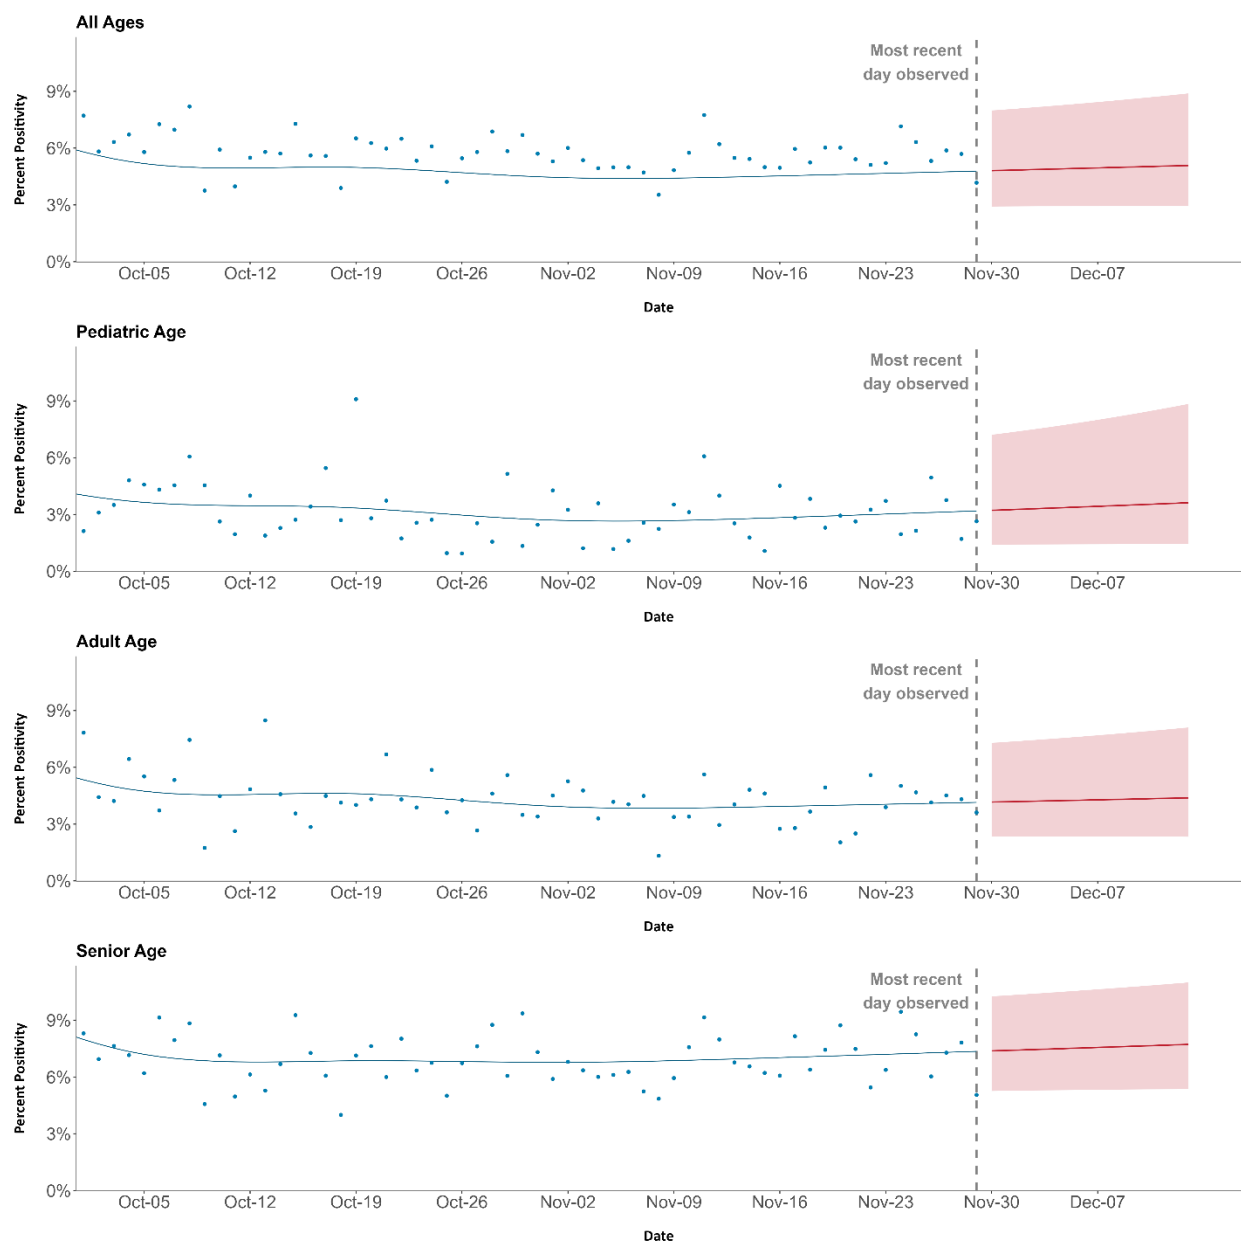 All Ages
Percent Positivity
9%
6%
3%
0%
Most recent
day observed
Oct-05 Oct-12 Oct-19 Oct-26 Nov-02 Nov-09 Nov-16 Nov-23 Nov-30 Dec-07
Date
Pediatric Age
Percent Positivity
9%
6%
3%
0%
Most recent
day observed
Oct-05 Oct-12 Oct-19 Oct-26 Nov-02 Nov-09 Nov-16 Nov-23 Nov-30 Dec-07
Date
Adult Age
Percent Positivity
9%
6%
3%
0%
Most recent
day observed
Oct-05 Oct-12 Oct-19 Oct-26 Nov-02 Nov-09 Nov-16 Nov-23 Nov-30 Dec-07
Date
Senior Age
Percent Positivity
9%
6%
3%
0%
Most recent
day observed
Oct-05 Oct-12 Oct-19 Oct-26 Nov-02 Nov-09 Nov-16 Nov-23 Nov-30 Dec-07
Date